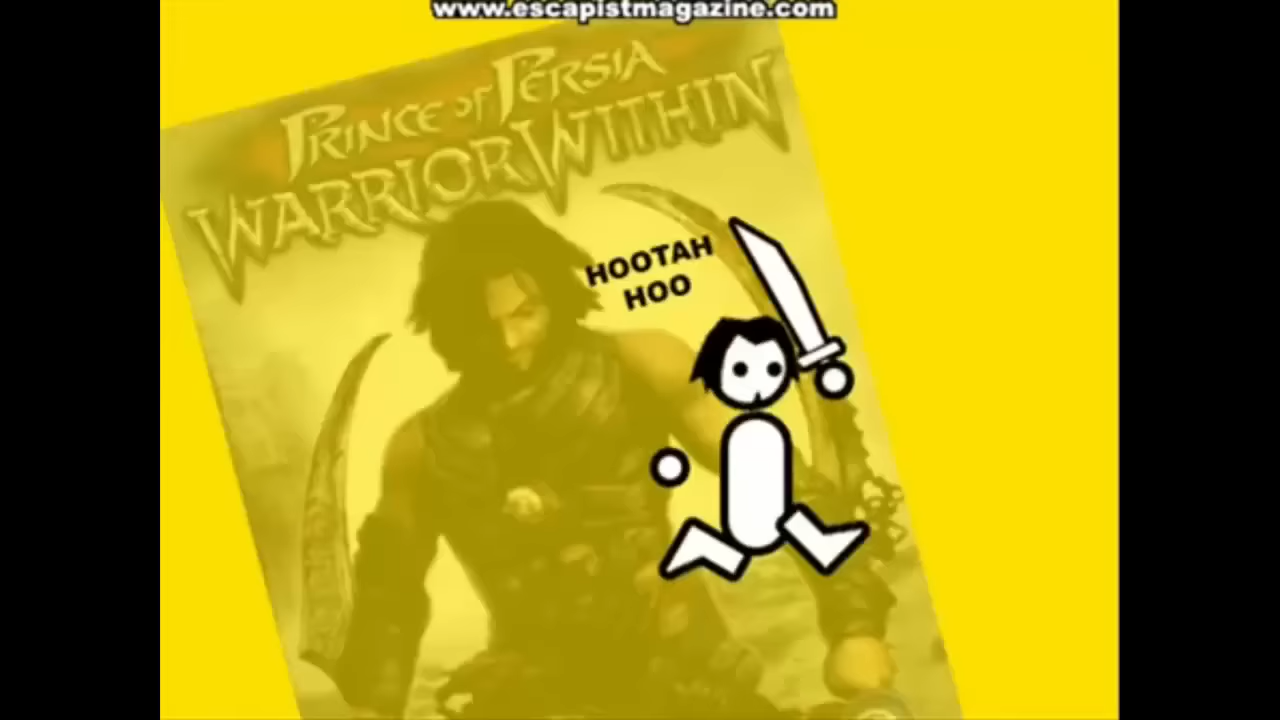 www.escapistmagazine.com
PRINCE OF PERSIA
WARRIOR WITHIN
HOOTAH
HOO